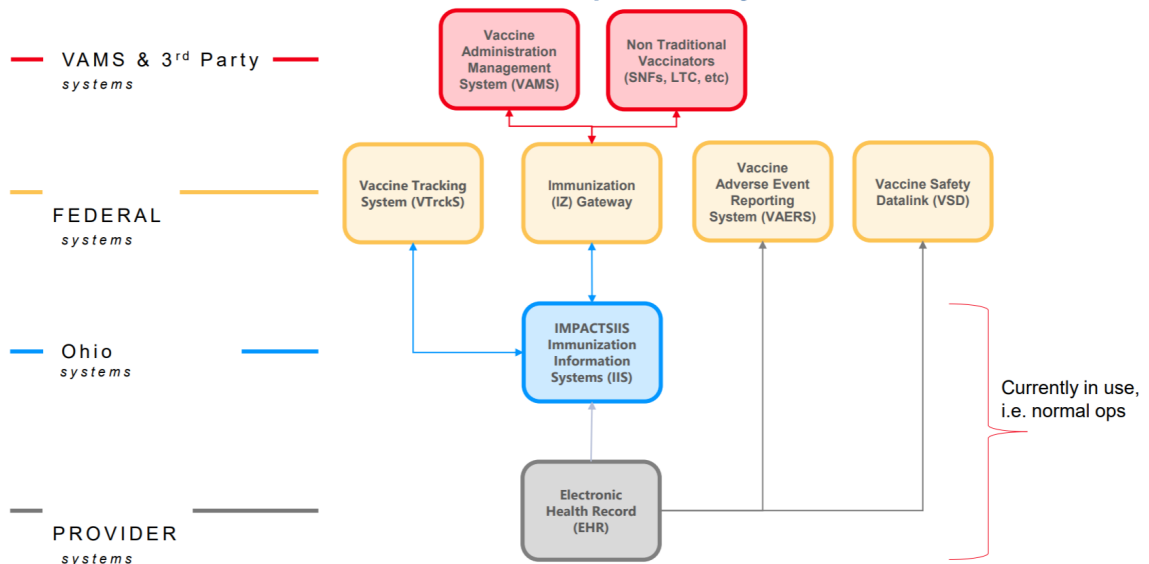 VAMS & 3rd Party
systems
Vaccine
Administration
Management
System (VAMS)
Non Traditional
Vaccinators
(SNFs, LTC, etc)
FEDERAL
systems
Vaccine Tracking
System (VTrckS)
Immunization
(IZ) Gateway
Vaccine
Adverse Event
Reporting
System (VAERS)
Vaccine Safety
Datalink (VSD)
Ohio
systems
IMPACTSIIS
Immunization
Information
Systems (IIS)
Currently in use,
i.e. normal ops
PROVIDER
systems
Electronic
Health Record
(EHR)